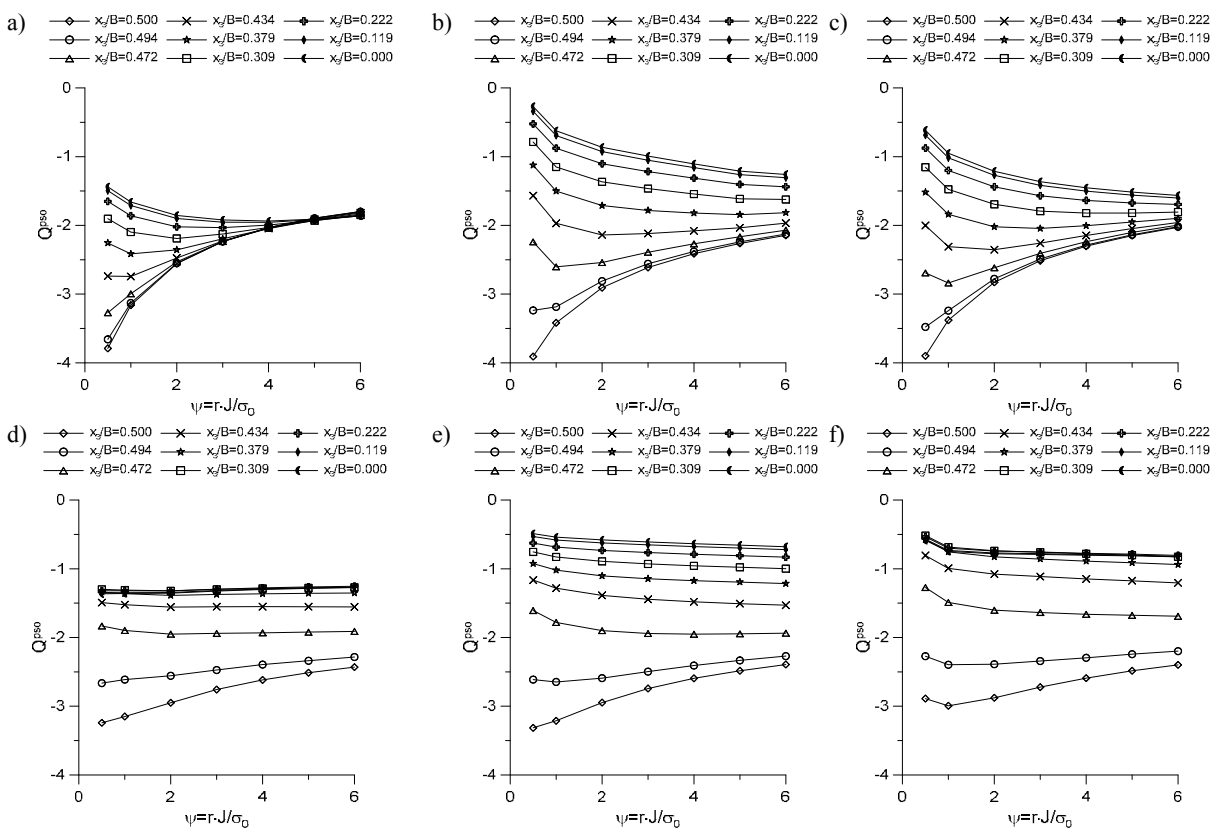 a)
x₃/B=0.500 x₃/B=0.434 x₃/B=0.222
x₃/B=0.494 x₃/B=0.379 x₃/B=0.119
x₃/B=0.472 x₃/B=0.309 x₃/B=0.000
0
-1
-2
-3
-4
Qᵖˢᵒ
0 2 4 6
ψ=r·J/σ₀
b)
x₃/B=0.500 x₃/B=0.434 x₃/B=0.222
x₃/B=0.494 x₃/B=0.379 x₃/B=0.119
x₃/B=0.472 x₃/B=0.309 x₃/B=0.000
0
-1
-2
-3
-4
Qᵖˢᵒ
0 2 4 6
ψ=r·J/σ₀
c)
x₃/B=0.500 x₃/B=0.434 x₃/B=0.222
x₃/B=0.494 x₃/B=0.379 x₃/B=0.119
x₃/B=0.472 x₃/B=0.309 x₃/B=0.000
0
-1
-2
-3
-4
Qᵖˢᵒ
0 2 4 6
ψ=r·J/σ₀
d)
x₃/B=0.500 x₃/B=0.434 x₃/B=0.222
x₃/B=0.494 x₃/B=0.379 x₃/B=0.119
x₃/B=0.472 x₃/B=0.309 x₃/B=0.000
0
-1
-2
-3
-4
Qᵖˢᵒ
0 2 4 6
ψ=r·J/σ₀
e)
x₃/B=0.500 x₃/B=0.434 x₃/B=0.222
x₃/B=0.494 x₃/B=0.379 x₃/B=0.119
x₃/B=0.472 x₃/B=0.309 x₃/B=0.000
0
-1
-2
-3
-4
Qᵖˢᵒ
0 2 4 6
ψ=r·J/σ₀
f)
x₃/B=0.500 x₃/B=0.434 x₃/B=0.222
x₃/B=0.494 x₃/B=0.379 x₃/B=0.119
x₃/B=0.472 x₃/B=0.309 x₃/B=0.000
0
-1
-2
-3
-4
Qᵖˢᵒ
0 2 4 6
ψ=r·J/σ₀